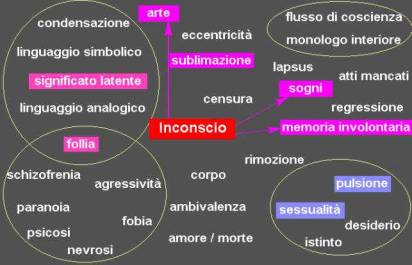 arte
condensazione
flusso di coscienza
eccentricità
monologo interiore
linguaggio simbolico
sublimazione
lapsus
significato latente
atti mancati
sogni
censura
linguaggio analogico
regressione
Inconscio
memoria involontaria
follia
rimozione
schizofrenia
corpo
aggressività
pulsione
paranoia
ambivalenza
sessualità
fobia
desiderio
psicosi
amore / morte
istinto
nevrosi